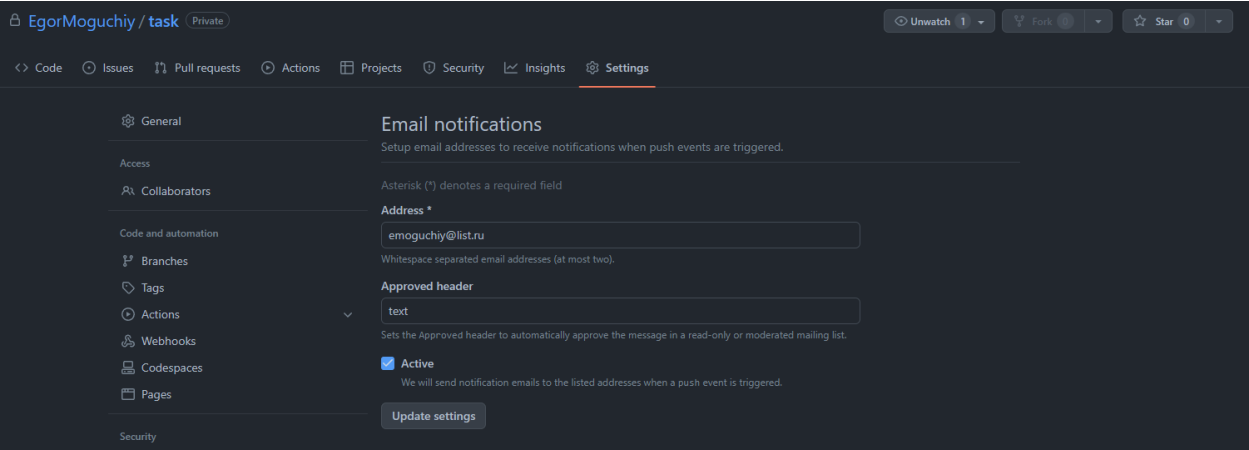 EgorMoguchiy / task Private Unwatch 1 Fork 0 Star 0
Code Issues Pull requests Actions Projects Security Insights Settings
General
Access
Collaborators
Code and automation
Branches
Tags
Actions
Webhooks
Codespaces
Pages
Security
Email notifications
Setup email addresses to receive notifications when push events are triggered.
Asterisk (*) denotes a required field
Address *
emoguchiy@list.ru
Whitespace separated email addresses (at most two).
Approved header
text
Sets the Approved header to automatically approve the message in a read-only or moderated mailing list.
Active
We will send notification emails to the listed addresses when a push event is triggered.
Update settings